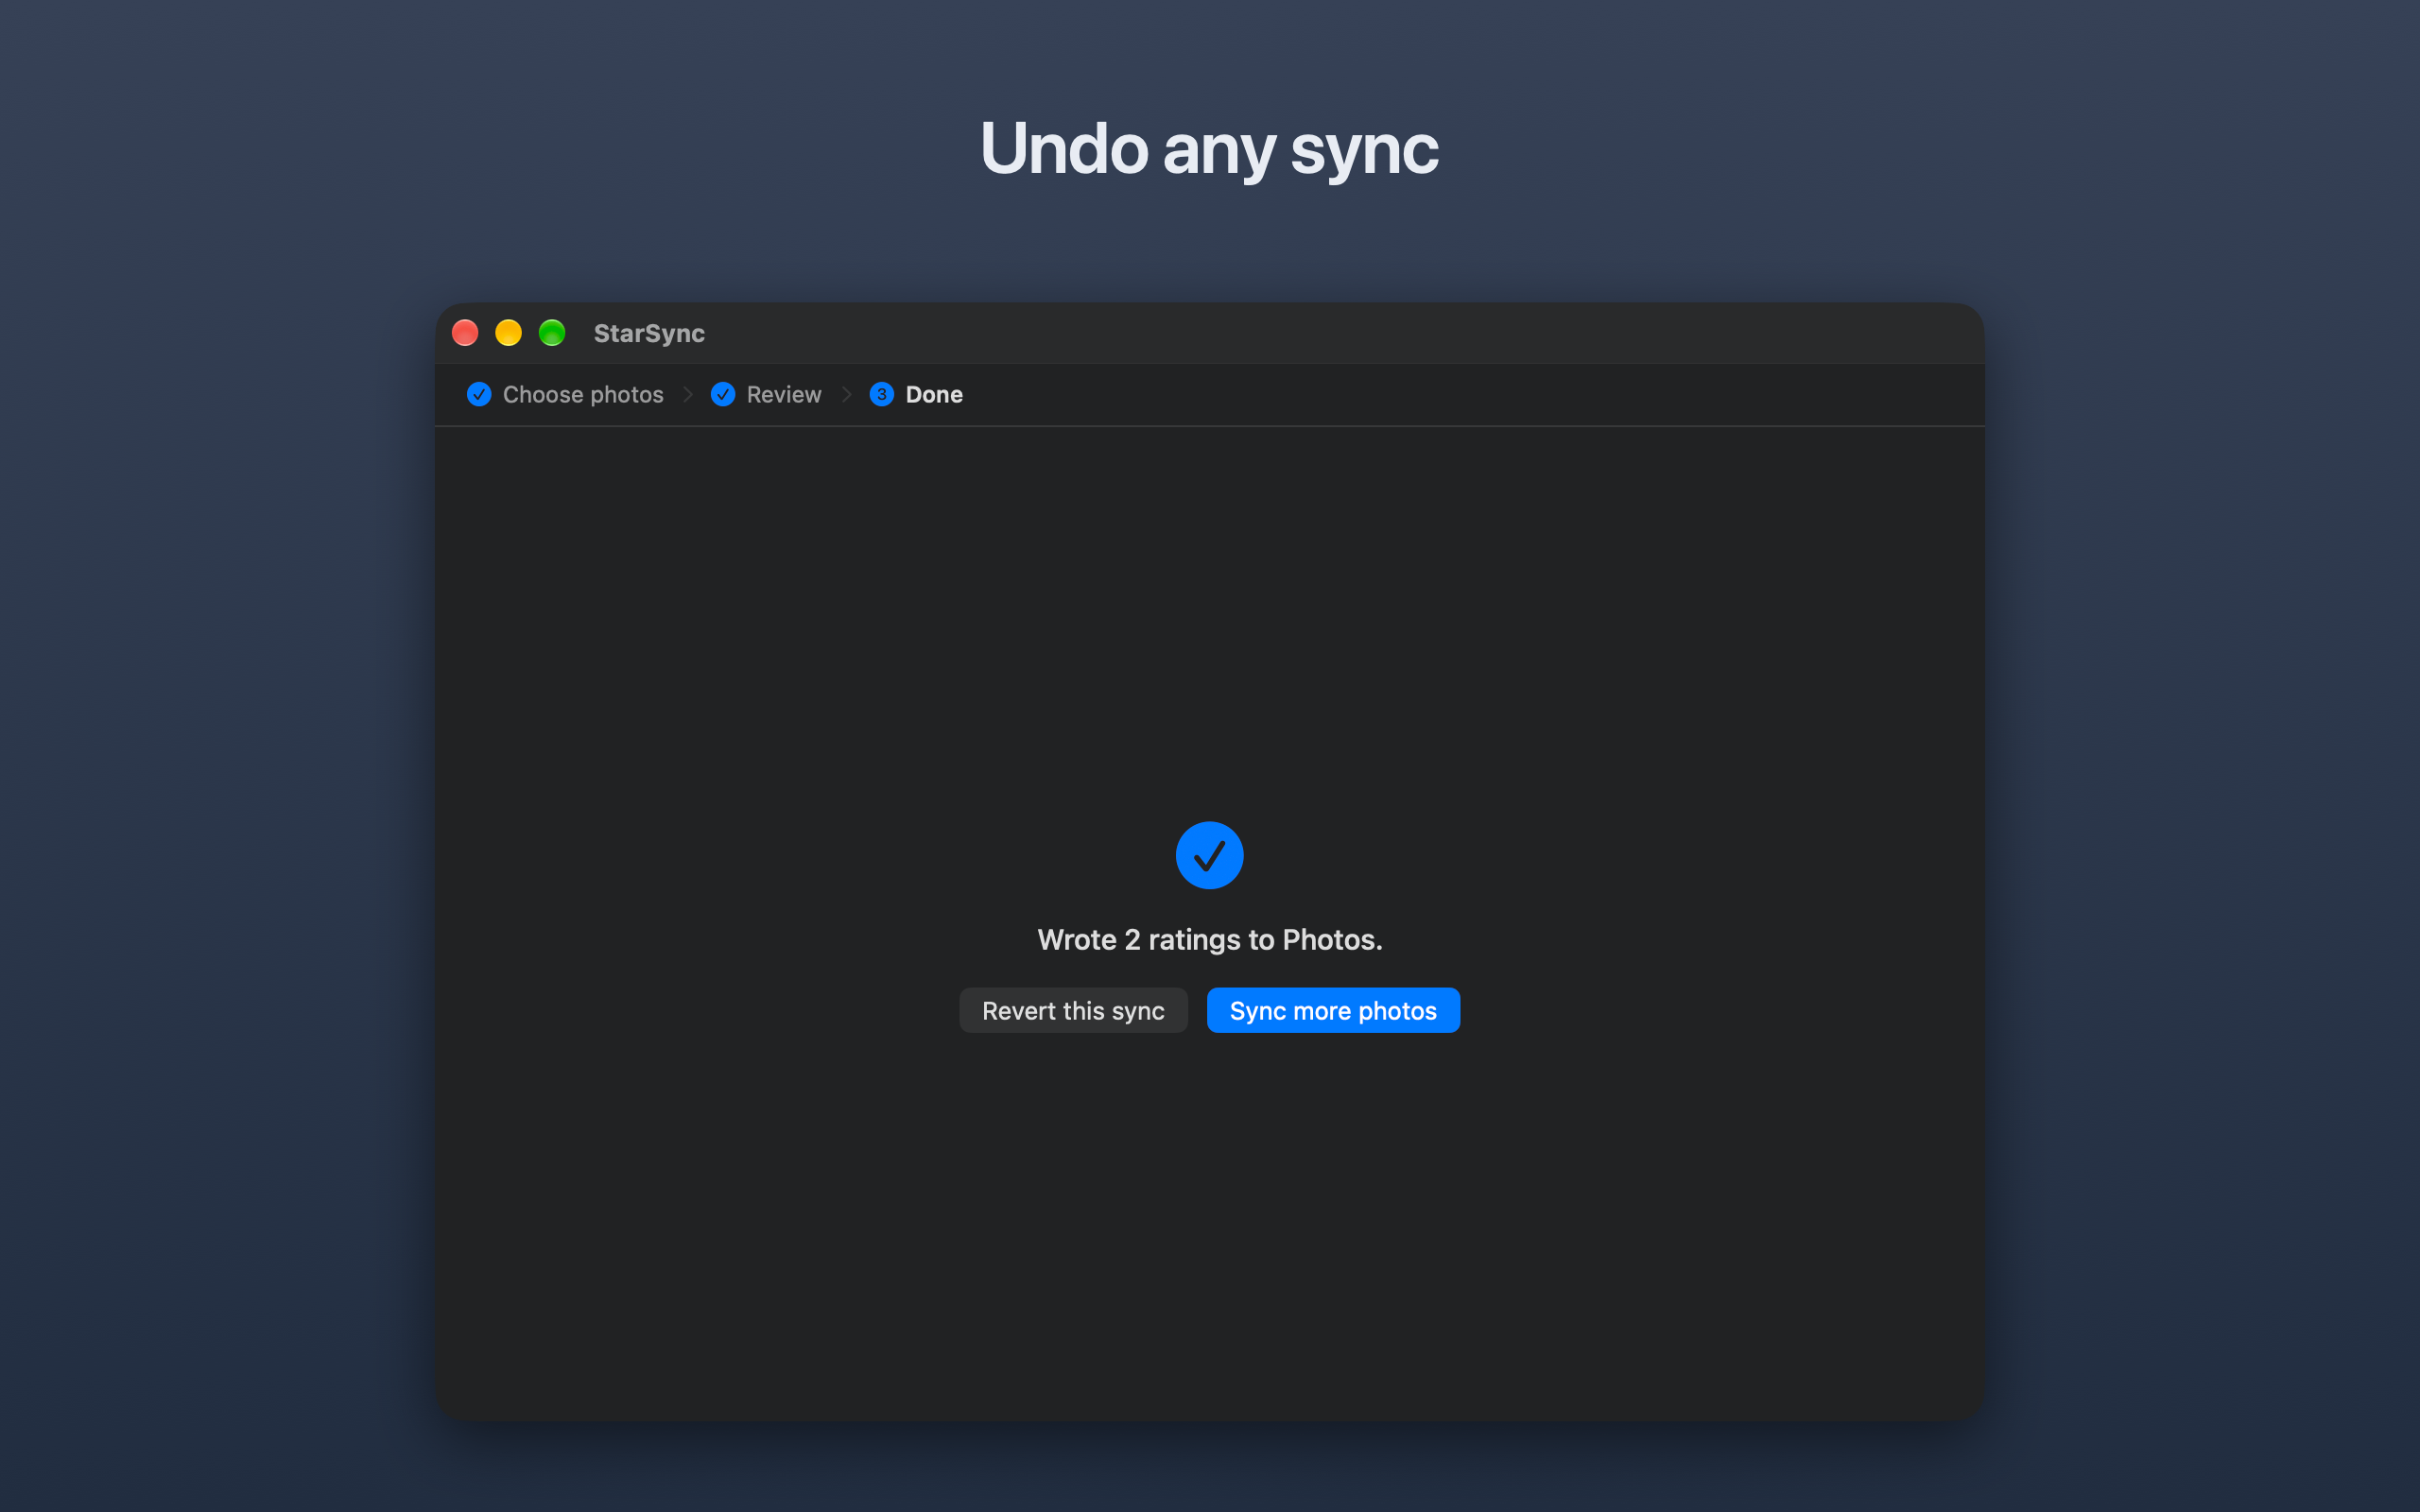 Undo any sync
StarSync
Choose photos Review 3 Done
Wrote 2 ratings to Photos.
Revert this sync Sync more photos